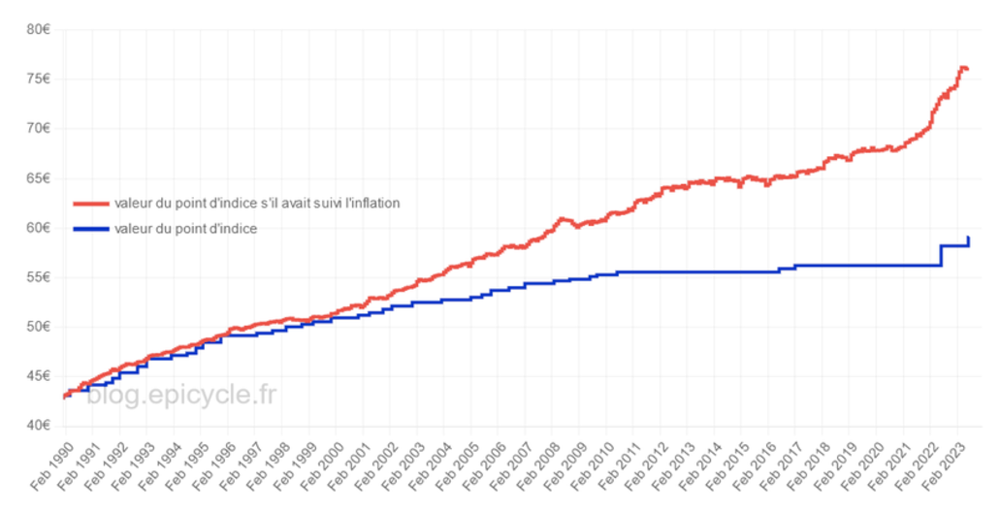 80€
75€
70€
65€
valeur du point d'indice s'il avait suivi l'inflation
valeur du point d'indice
60€
55€
50€
45€
blog.epicycle.fr
40€
Feb 1990
Feb 1991
Feb 1992
Feb 1993
Feb 1994
Feb 1995
Feb 1996
Feb 1997
Feb 1998
Feb 1999
Feb 2000
Feb 2001
Feb 2002
Feb 2003
Feb 2004
Feb 2005
Feb 2006
Feb 2007
Feb 2008
Feb 2009
Feb 2010
Feb 2011
Feb 2012
Feb 2013
Feb 2014
Feb 2015
Feb 2016
Feb 2017
Feb 2018
Feb 2019
Feb 2020
Feb 2021
Feb 2022
Feb 2023